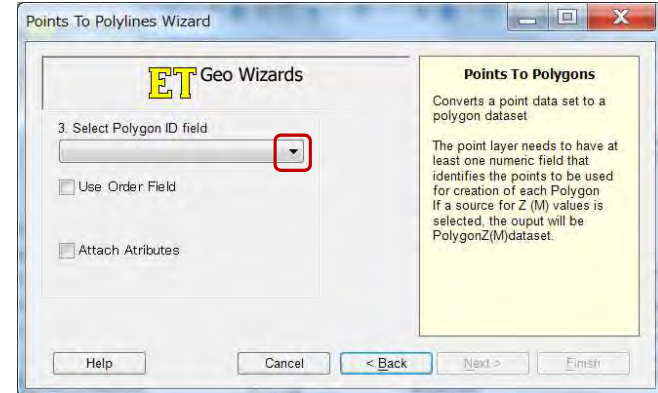 Points To Polylines Wizard
ET Geo Wizards
3. Select Polygon ID field
Use Order Field
Attach Atributes
Points To Polygons
Converts a point data set to a
polygon dataset
The point layer needs to have at
least one numeric field that
identifies the points to be used
for creation of each Polygon
If a source for Z (M) values is
selected, the ouput will be
PolygonZ(M)dataset.
Help
Cancel
< Back
Next >
Finish